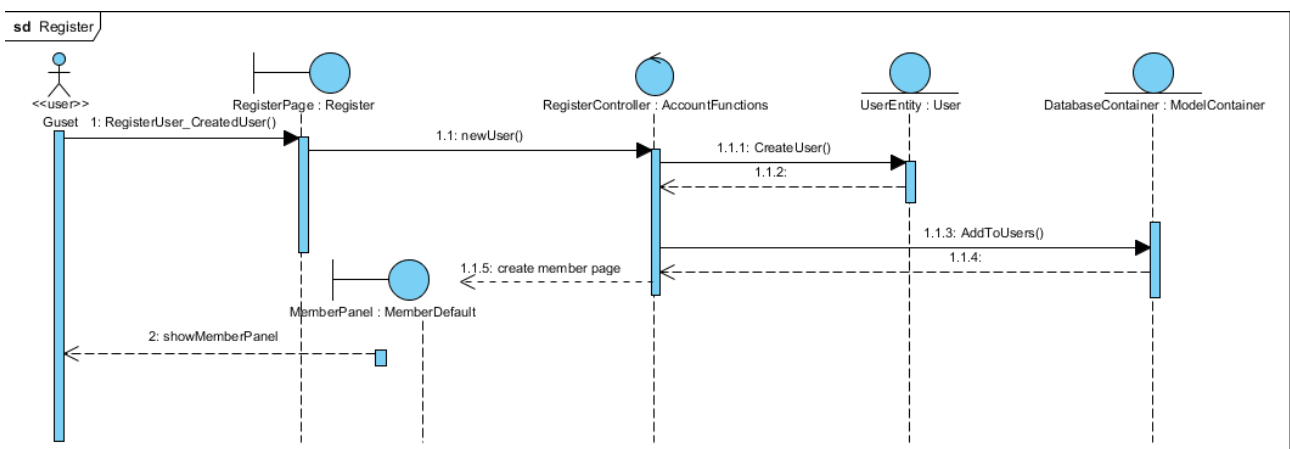 sd Register
<<user>>
Guset
RegisterPage : Register
RegisterController : AccountFunctions
UserEntity : User
DatabaseContainer : ModelContainer
1: RegisterUser_CreatedUser()
1.1: newUser()
1.1.1: CreateUser()
1.1.2:
1.1.3: AddToUsers()
1.1.4:
1.1.5: create member page
MemberPanel : MemberDefault
2: showMemberPanel